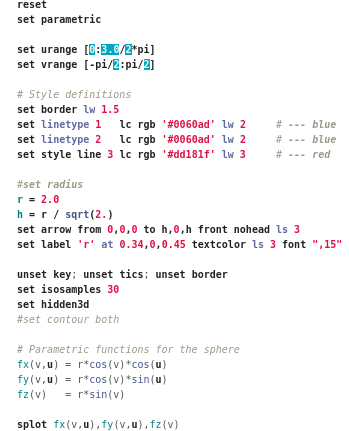 reset
set parametric
set urange [0:3.0/2*pi]
set vrange [-pi/2:pi/2]
# Style definitions
set border lw 1.5
set linetype 1   lc rgb '#0060ad' lw 2     # --- blue
set linetype 2   lc rgb '#0060ad' lw 2     # --- blue
set style line 3 lc rgb '#dd181f' lw 3     # --- red
#set radius
r = 2.0
h = r / sqrt(2.)
set arrow from 0,0,0 to h,0,h front nohead ls 3
set label 'r' at 0.34,0,0.45 textcolor ls 3 font ",15"
unset key; unset tics; unset border
set isosamples 30
set hidden3d
#set contour both
# Parametric functions for the sphere
fx(v,u) = r*cos(v)*cos(u)
fy(v,u) = r*cos(v)*sin(u)
fz(v)   = r*sin(v)
splot fx(v,u),fy(v,u),fz(v)